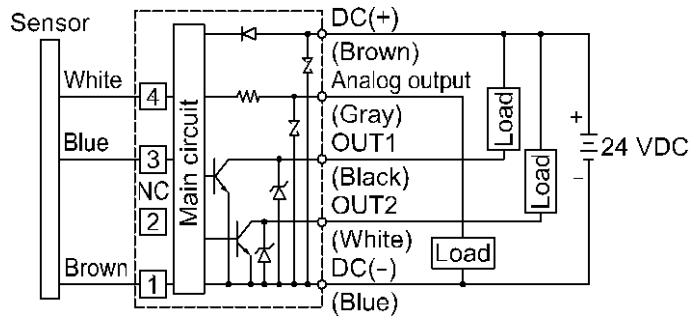 Sensor
White
Blue
Brown
4
3
NC
2
1
Main circuit
DC(+)
(Brown)
Analog output
(Gray)
OUT1
(Black)
OUT2
(White)
DC(−)
(Blue)
Load
Load
Load
+
24 VDC
−